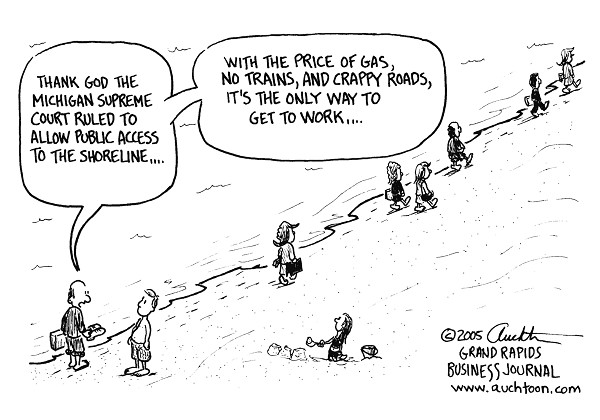 THANK GOD THE
MICHIGAN SUPREME
COURT RULED TO
ALLOW PUBLIC ACCESS
TO THE SHORELINE,...
WITH THE PRICE OF GAS,
NO TRAINS, AND CRAPPY ROADS,
IT'S THE ONLY WAY TO
GET TO WORK....
©2005 Auchter
GRAND RAPIDS
BUSINESS JOURNAL
www.auchtoon.com